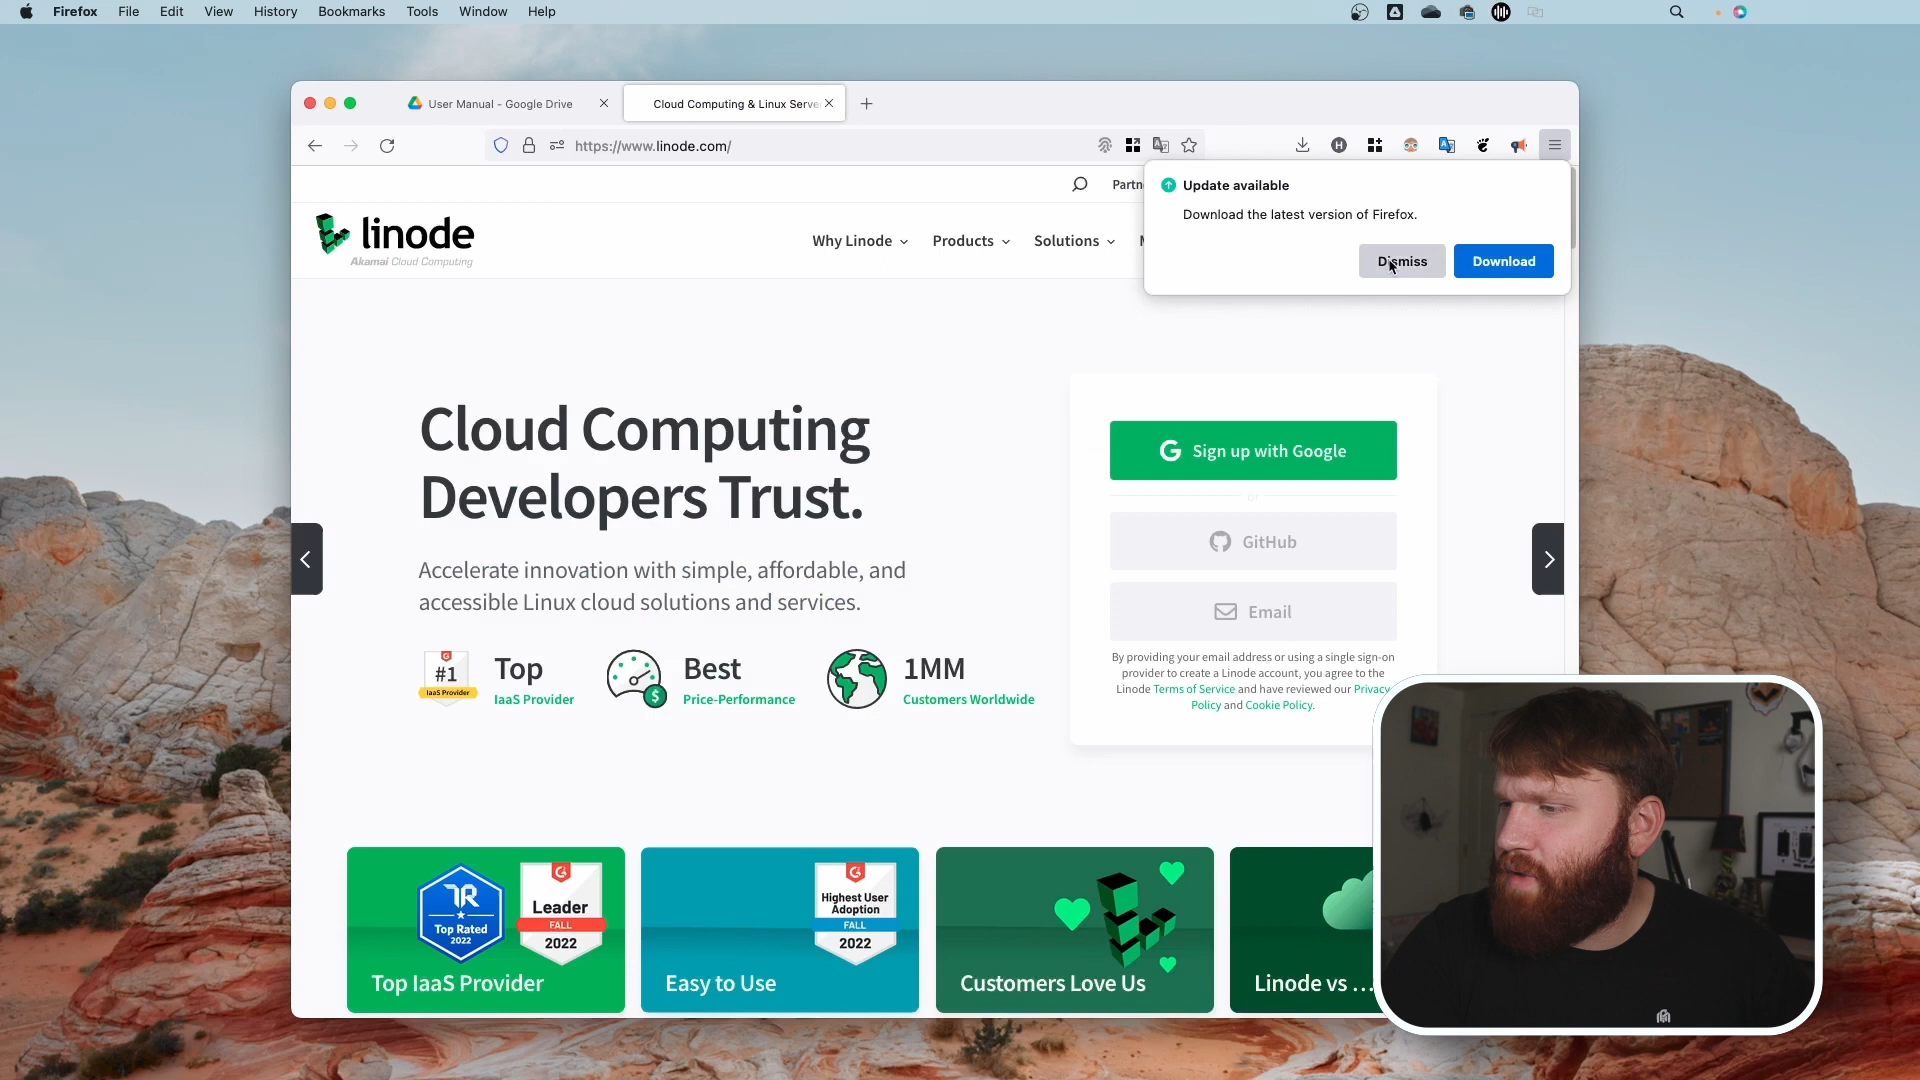 Firefox File Edit View History Bookmarks Tools Window Help
User Manual - Google Drive
Cloud Computing & Linux Serve
https://www.linode.com/
H
Partn
Update available
Download the latest version of Firefox.
Dismiss
Download
linode
Akamai Cloud Computing
Why Linode
Products
Solutions
Cloud Computing
Developers Trust.
Accelerate innovation with simple, affordable, and
accessible Linux cloud solutions and services.
#1
IaaS Provider
Top
IaaS Provider
$
Best
Price-Performance
1MM
Customers Worldwide
Sign up with Google
or
GitHub
Email
By providing your email address or using a single sign-on
provider to create a Linode account, you agree to the
Linode Terms of Service and have reviewed our Privacy
Policy and Cookie Policy.
TR
Top Rated
2022
Leader
FALL
2022
Top IaaS Provider
Highest User
Adoption
FALL
2022
Easy to Use
Customers Love Us
Linode vs ...